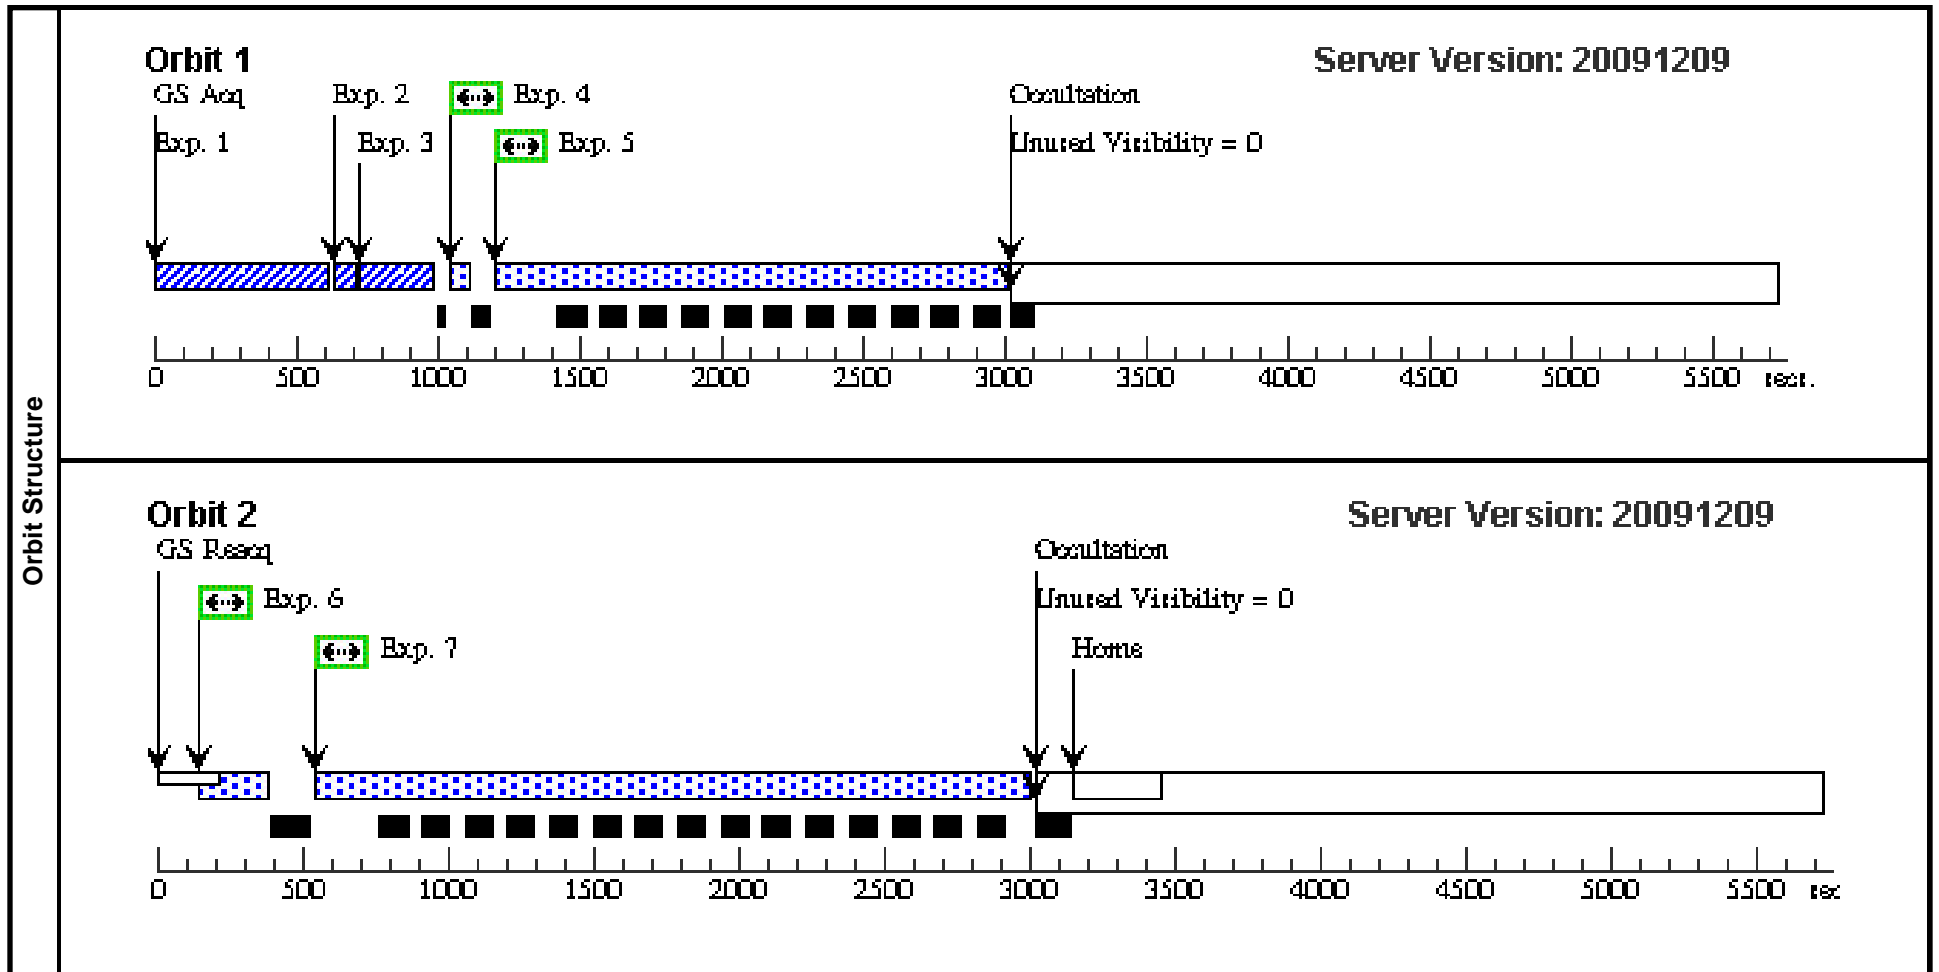 Orbit Structure
Orbit 1
Server Version: 20091209
GS Acq
Exp. 2
Exp. 4
Occultation
Exp. 1
Exp. 3
Exp. 5
Unused Visibility = 0
0 500 1000 1500 2000 2500 3000 3500 4000 4500 5000 5500 secs.
Orbit 2
Server Version: 20091209
GS Reacq
Occultation
Exp. 6
Unused Visibility = 0
Exp. 7
Home
0 500 1000 1500 2000 2500 3000 3500 4000 4500 5000 5500 sec